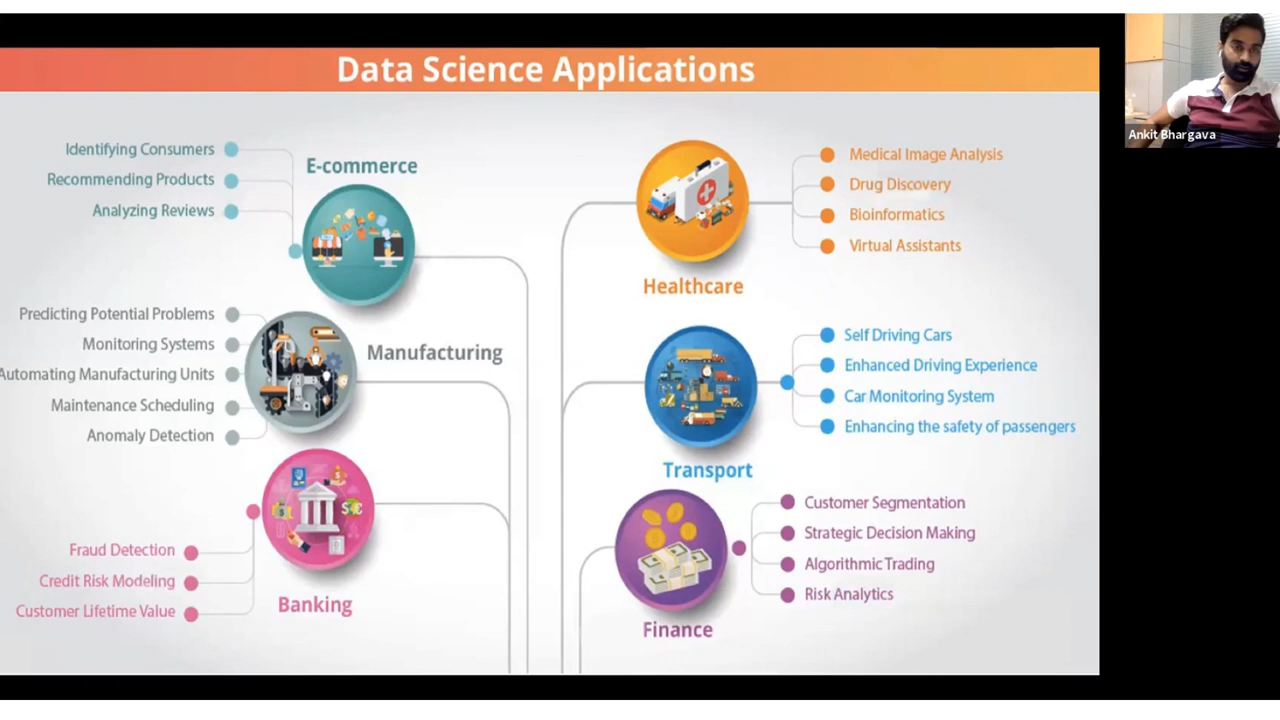 Data Science Applications
Identifying Consumers
Recommending Products
Analyzing Reviews
E-commerce
Predicting Potential Problems
Monitoring Systems
Automating Manufacturing Units
Maintenance Scheduling
Anomaly Detection
Manufacturing
Fraud Detection
Credit Risk Modeling
Customer Lifetime Value
Banking
Healthcare
Medical Image Analysis
Drug Discovery
Bioinformatics
Virtual Assistants
Transport
Self Driving Cars
Enhanced Driving Experience
Car Monitoring System
Enhancing the safety of passengers
Finance
Customer Segmentation
Strategic Decision Making
Algorithmic Trading
Risk Analytics
Ankit Bhargava